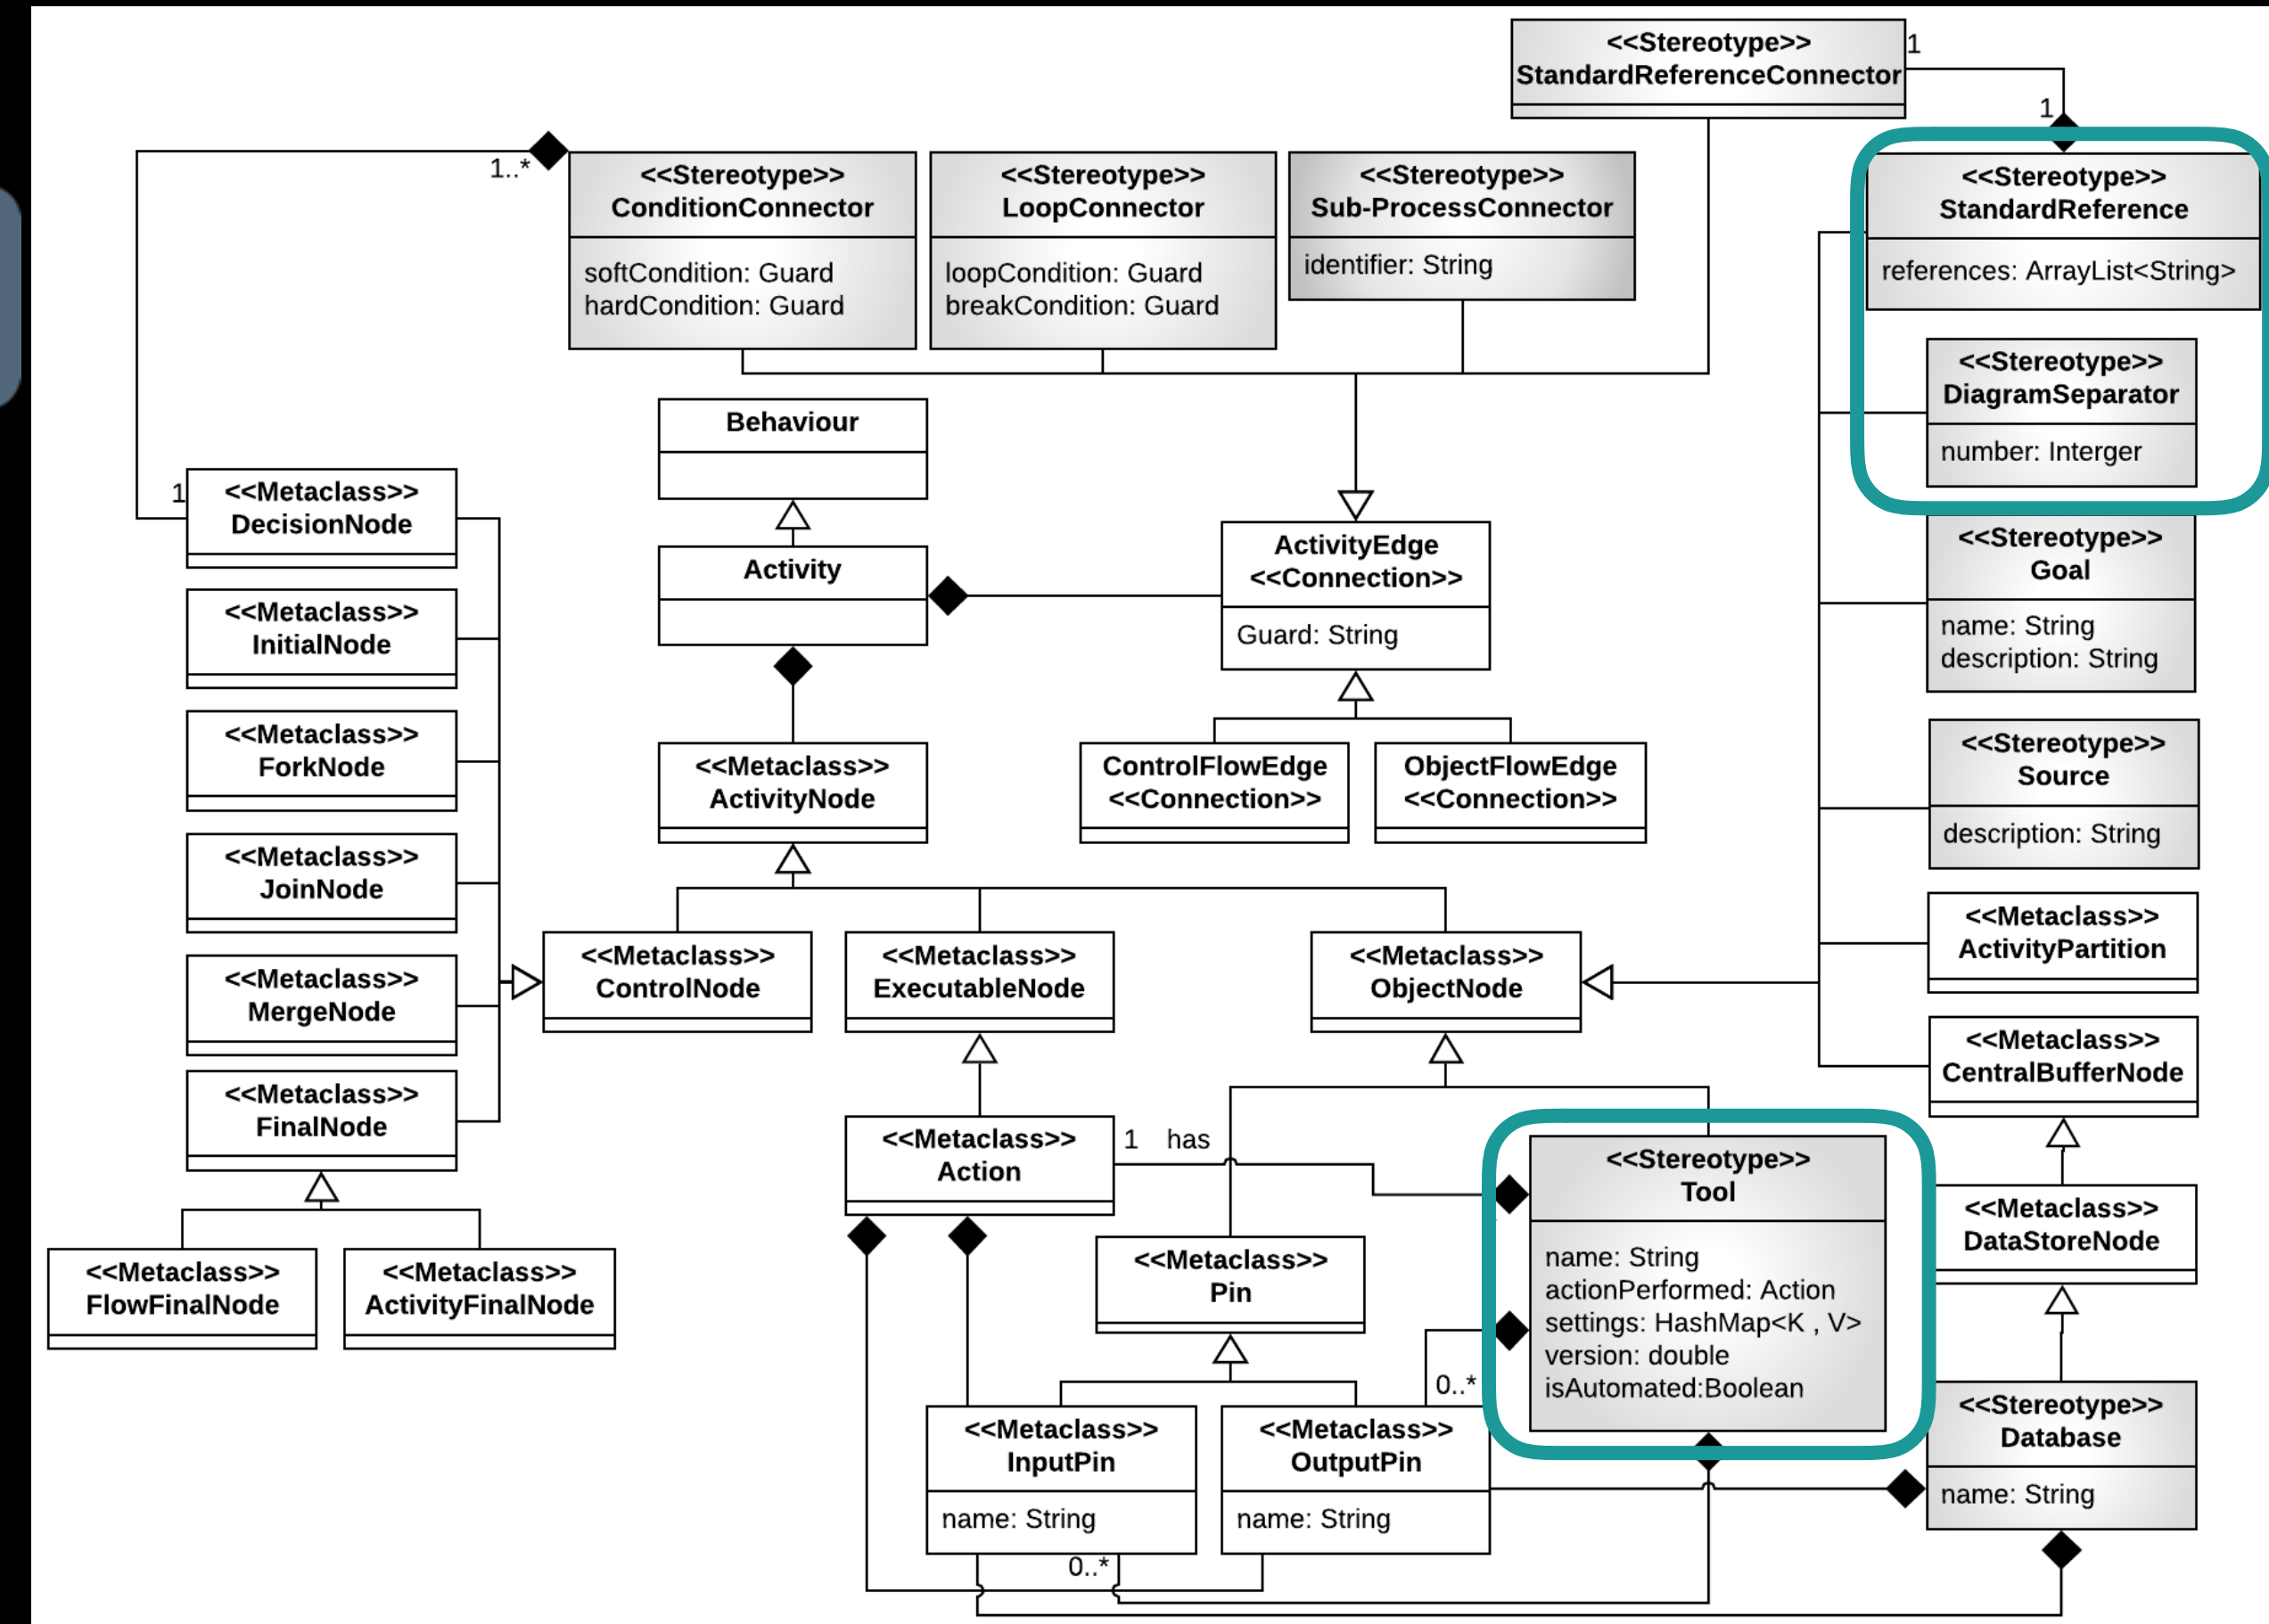 <<Stereotype>>
StandardReferenceConnector
1
1
1..*
<<Stereotype>>
ConditionConnector
softCondition: Guard
hardCondition: Guard
<<Stereotype>>
LoopConnector
loopCondition: Guard
breakCondition: Guard
<<Stereotype>>
Sub-ProcessConnector
identifier: String
<<Stereotype>>
StandardReference
references: ArrayList<String>
<<Stereotype>>
DiagramSeparator
number: Interger
Behaviour
1
<<Metaclass>>
DecisionNode
Activity
ActivityEdge
<<Connection>>
Guard: String
<<Stereotype>>
Goal
name: String
description: String
<<Metaclass>>
InitialNode
<<Metaclass>>
ForkNode
<<Metaclass>>
ActivityNode
ControlFlowEdge
<<Connection>>
ObjectFlowEdge
<<Connection>>
<<Stereotype>>
Source
description: String
<<Metaclass>>
JoinNode
<<Metaclass>>
MergeNode
<<Metaclass>>
ControlNode
<<Metaclass>>
ExecutableNode
<<Metaclass>>
ObjectNode
<<Metaclass>>
ActivityPartition
<<Metaclass>>
CentralBufferNode
<<Metaclass>>
FinalNode
<<Metaclass>>
Action
1 has
<<Stereotype>>
Tool
name: String
actionPerformed: Action
settings: HashMap<K , V>
version: double
isAutomated:Boolean
<<Metaclass>>
DataStoreNode
<<Metaclass>>
FlowFinalNode
<<Metaclass>>
ActivityFinalNode
<<Metaclass>>
Pin
0..*
<<Metaclass>>
InputPin
name: String
<<Metaclass>>
OutputPin
name: String
<<Stereotype>>
Database
name: String
0..*